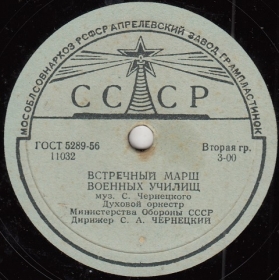 МОСОБЛСОВНАРХОЗ РСФСР АПРЕЛЕВСКИЙ ЗАВОД ГРАМПЛАСТИНОК
СССР
ГОСТ 5289-56
11032
Вторая гр.
3-00
ВСТРЕЧНЫЙ МАРШ
ВОЕННЫХ УЧИЛИЩ
муз. С. Чернецкого
Духовой оркестр
Министерства Обороны СССР
Дирижер С. А. ЧЕРНЕЦКИЙ